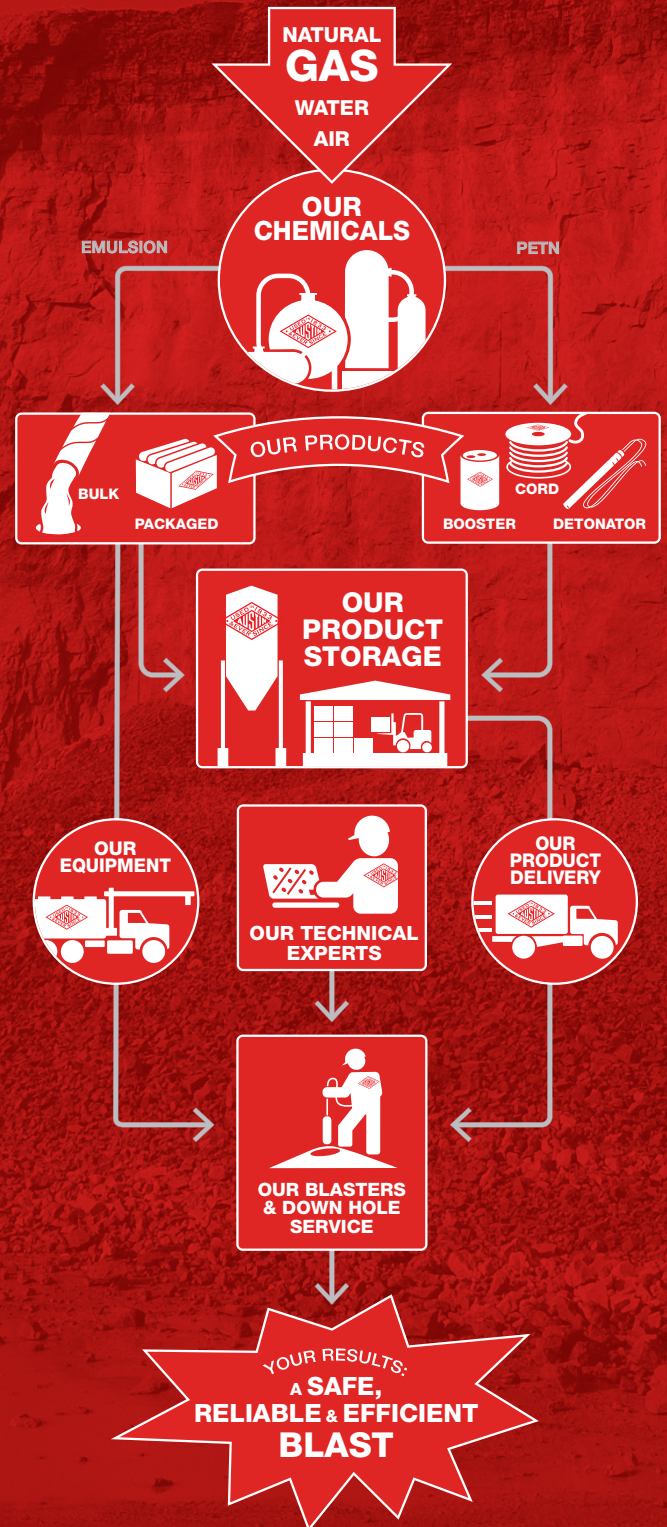 NATURAL
GAS
WATER
AIR
OUR
CHEMICALS
EMULSION
PETN
AUSTIN
OUR PRODUCTS
BULK
PACKAGED
BOOSTER
CORD
DETONATOR
OUR
PRODUCT
STORAGE
OUR
EQUIPMENT
OUR TECHNICAL
EXPERTS
OUR
PRODUCT
DELIVERY
OUR BLASTERS
& DOWN HOLE
SERVICE
YOUR RESULTS:
A SAFE,
RELIABLE & EFFICIENT
BLAST